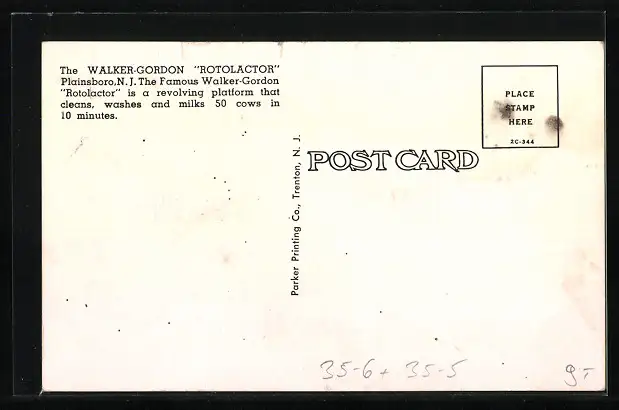 The WALKER-GORDON "ROTOLACTOR"
Plainsboro, N. J. The Famous Walker-Gordon
"Rotolactor" is a revolving platform that
cleans, washes and milks 50 cows in
10 minutes.
PLACE
STAMP
HERE
2C-344
POST CARD
Parker Printing Co., Trenton, N. J.
35-6 + 35-5
9-